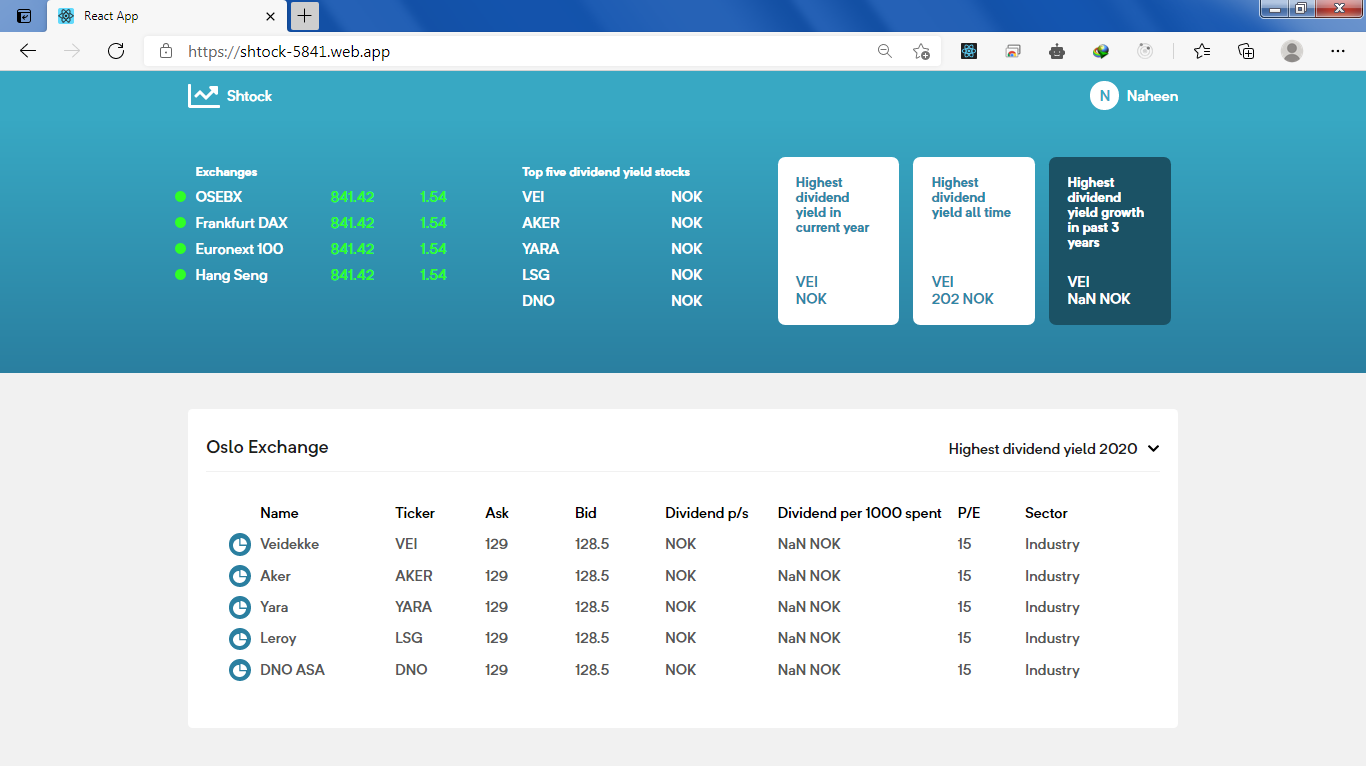 React App
https://shtock-5841.web.app
Shtock
N Naheen
Exchanges
OSEBX 841.42 1.54
Frankfurt DAX 841.42 1.54
Euronext 100 841.42 1.54
Hang Seng 841.42 1.54
Top five dividend yield stocks
VEI NOK
AKER NOK
YARA NOK
LSG NOK
DNO NOK
Highest
dividend
yield in
current year
VEI
NOK
Highest
dividend
yield all time
VEI
202 NOK
Highest
dividend
yield growth
in past 3
years
VEI
NaN NOK
Oslo Exchange
Highest dividend yield 2020
Name Ticker Ask Bid Dividend p/s Dividend per 1000 spent P/E Sector
Veidekke VEI 129 128.5 NOK NaN NOK 15 Industry
Aker AKER 129 128.5 NOK NaN NOK 15 Industry
Yara YARA 129 128.5 NOK NaN NOK 15 Industry
Leroy LSG 129 128.5 NOK NaN NOK 15 Industry
DNO ASA DNO 129 128.5 NOK NaN NOK 15 Industry